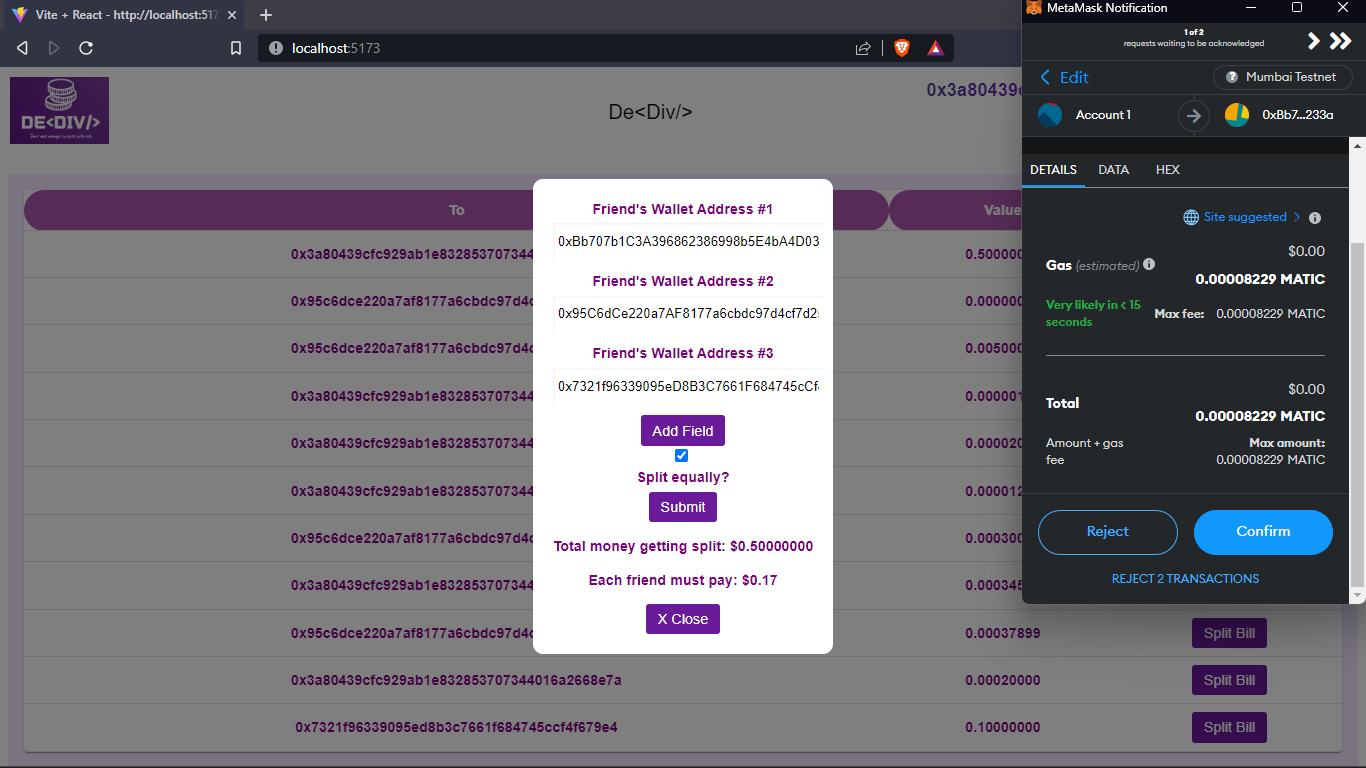 Vite + React - http://localhost:517
localhost:5173
DE<DIV/>
De<Div/>
0x3a80439c
To
Value
0x3a80439cfc929ab1e832853707344
0.500000
0x95c6dce220a7af8177a6cbdc97d4c
0.000000
0x95c6dce220a7af8177a6cbdc97d4c
0.005000
0x3a80439cfc929ab1e832853707344
0.000001
0x3a80439cfc929ab1e832853707344
0.000020
0x3a80439cfc929ab1e832853707344
0.000012
0x95c6dce220a7af8177a6cbdc97d4c
0.000300
0x3a80439cfc929ab1e832853707344
0.000345
0x95c6dce220a7af8177a6cbdc97d4c
0.00037899
Split Bill
0x3a80439cfc929ab1e832853707344016a2668e7a
0.00020000
Split Bill
0x7321f96339095ed8b3c7661f684745ccf4f679e4
0.10000000
Split Bill
Friend's Wallet Address #1
0xBb707b1C3A396862386998b5E4bA4D03
Friend's Wallet Address #2
0x95C6dCe220a7AF8177a6cbdc97d4cf7d25
Friend's Wallet Address #3
0x7321f96339095eD8B3C7661F684745cCf4
Add Field
Split equally?
Submit
Total money getting split: $0.50000000
Each friend must pay: $0.17
X Close
MetaMask Notification
1 of 2
requests waiting to be acknowledged
Edit
Mumbai Testnet
Account 1
0xBb7...233a
DETAILS
DATA
HEX
Site suggested
$0.00
Gas (estimated)
0.00008229 MATIC
Very likely in < 15
seconds
Max fee: 0.00008229 MATIC
$0.00
Total
0.00008229 MATIC
Amount + gas
fee
Max amount:
0.00008229 MATIC
Reject
Confirm
REJECT 2 TRANSACTIONS